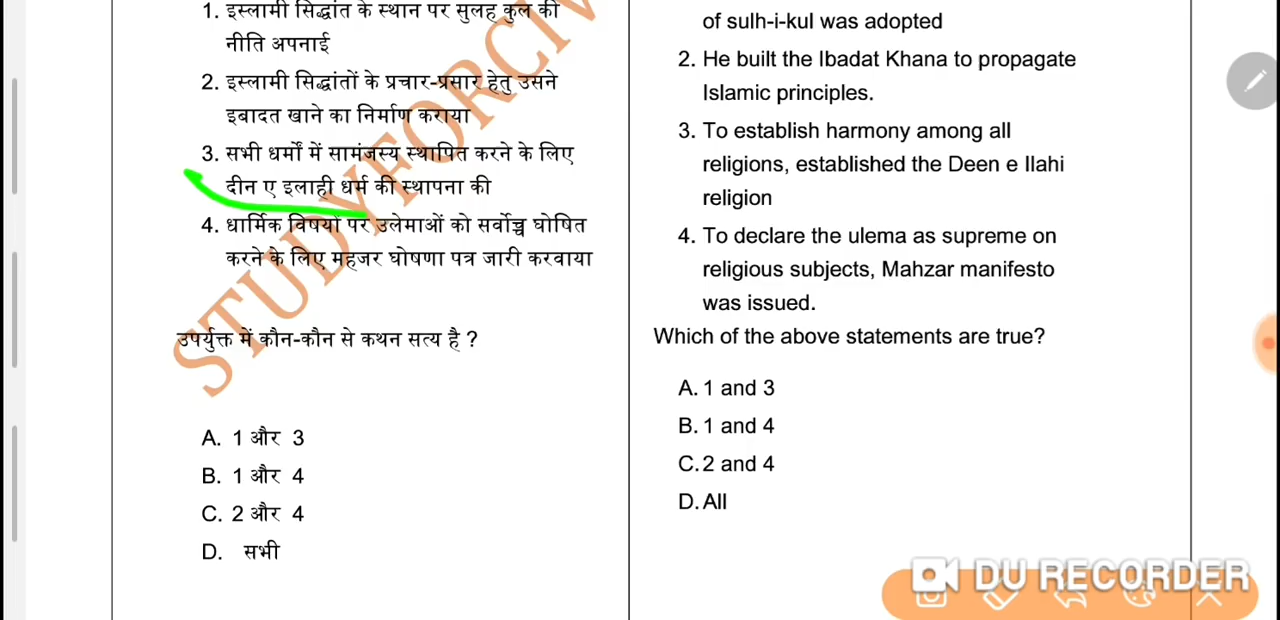 1. इस्लामी सिद्धांत के स्थान पर सुलह कुल की
नीति अपनाई
2. इस्लामी सिद्धांतों के प्रचार-प्रसार हेतु उसने
इबादत खाने का निर्माण कराया
3. सभी धर्मों में सामंजस्य स्थापित करने के लिए
दीन ए इलाही धर्म की स्थापना की
4. धार्मिक विषयों पर उलेमाओं को सर्वोच्च घोषित
करने के लिए महजर घोषणा पत्र जारी करवाया
उपर्युक्त में कौन-कौन से कथन सत्य है ?
A. 1 और 3
B. 1 और 4
C. 2 और 4
D. सभी
of sulh-i-kul was adopted
2. He built the Ibadat Khana to propagate
Islamic principles.
3. To establish harmony among all
religions, established the Deen e Ilahi
religion
4. To declare the ulema as supreme on
religious subjects, Mahzar manifesto
was issued.
Which of the above statements are true?
A. 1 and 3
B. 1 and 4
C. 2 and 4
D. All
STUDYFORCIV
DU RECORDER